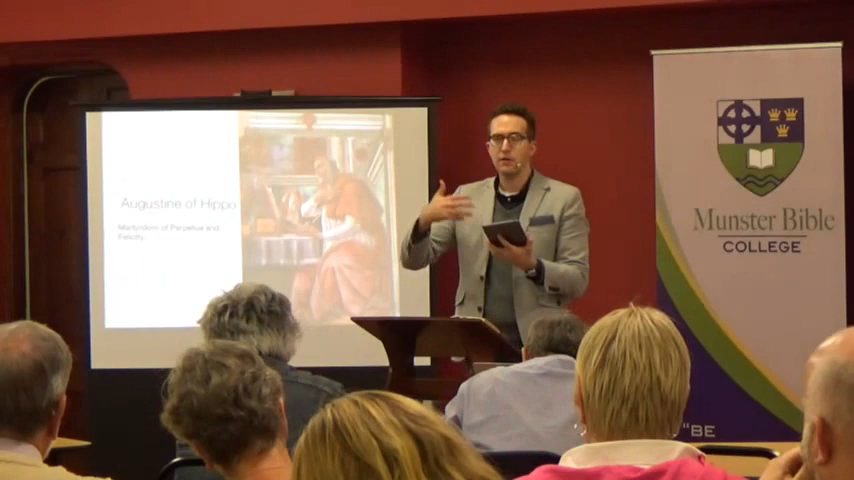 Augustine of Hippo
Martyrdom of Perpetua and
Felicity.
Munster Bible
COLLEGE
"BE